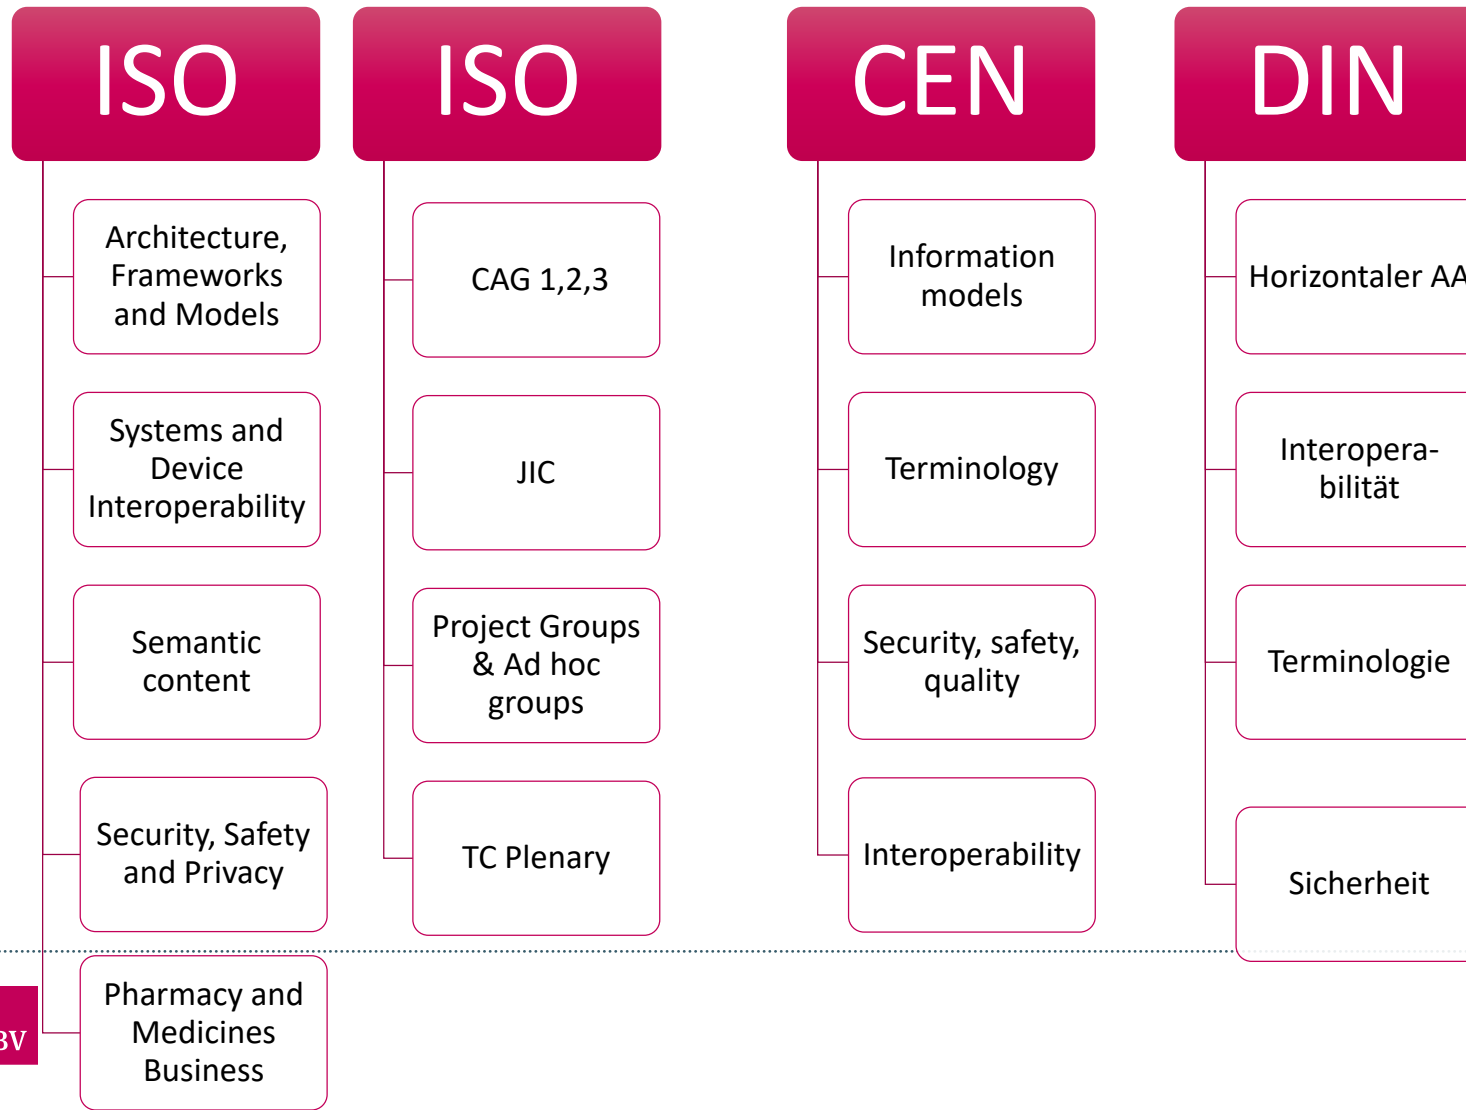 ISO
Architecture,
Frameworks
and Models
Systems and
Device
Interoperability
Semantic
content
Security, Safety
and Privacy
Pharmacy and
Medicines
Business
ISO
CAG 1,2,3
JIC
Project Groups
& Ad hoc
groups
TC Plenary
CEN
Information
models
Terminology
Security, safety,
quality
Interoperability
DIN
Horizontaler AA
Interopera-
bilität
Terminologie
Sicherheit